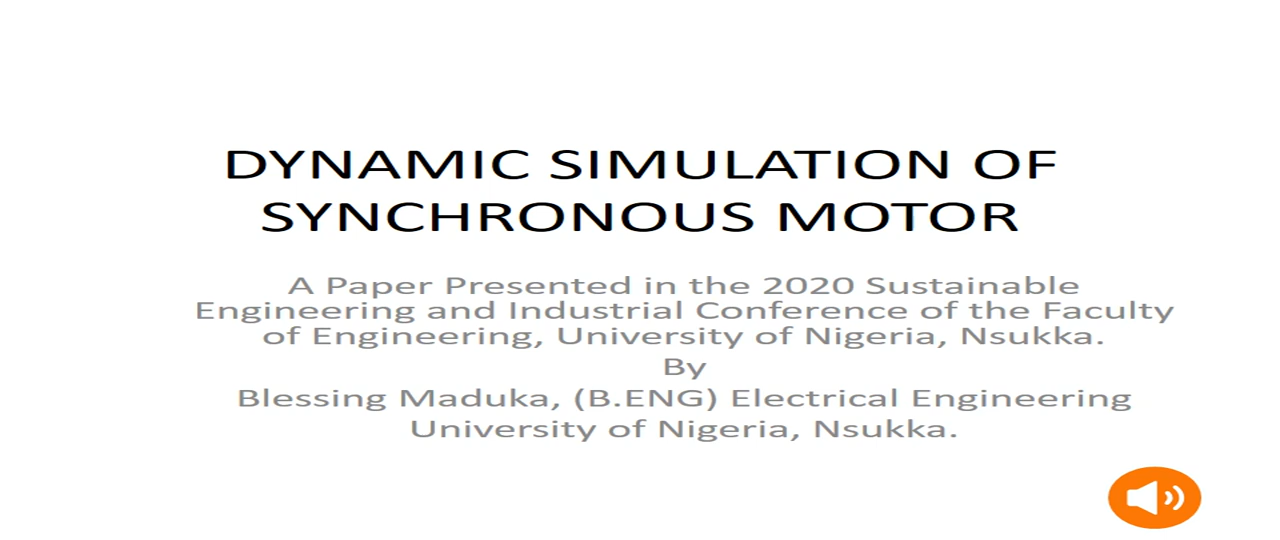 DYNAMIC SIMULATION OF
SYNCHRONOUS MOTOR
A Paper Presented in the 2020 Sustainable
Engineering and Industrial Conference of the Faculty
of Engineering, University of Nigeria, Nsukka.
By
Blessing Maduka, (B.ENG) Electrical Engineering
University of Nigeria, Nsukka.